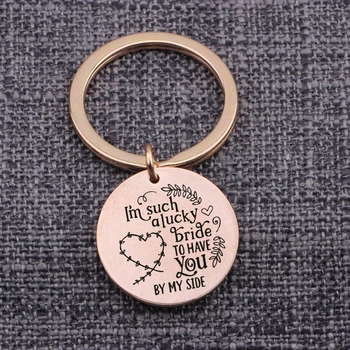 I'm such
a lucky
bride
TO HAVE
You
BY MY SIDE